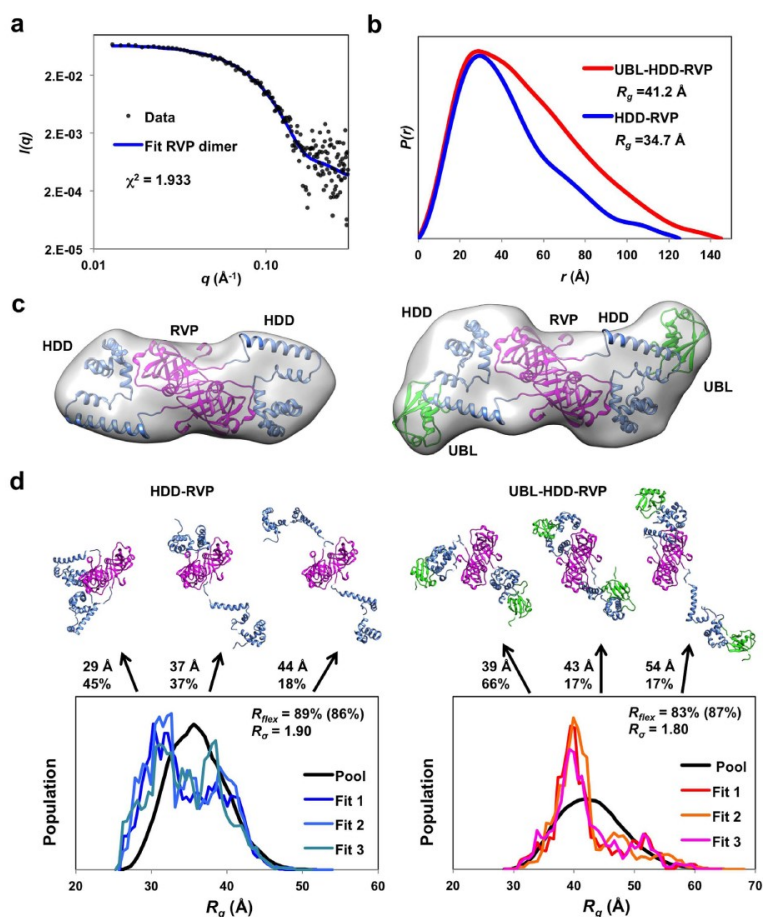 a
I(q)
2.E-02
2.E-03
2.E-04
2.E-05
Data
Fit RVP dimer
χ² = 1.933
0.01
0.10
q (Å⁻¹)
b
P(r)
UBL-HDD-RVP
Rg =41.2 Å
HDD-RVP
Rg =34.7 Å
0 20 40 60 80 100 120 140
r (Å)
c
HDD
RVP
HDD
HDD
RVP
HDD
UBL
UBL
d
HDD-RVP
29 Å
45%
37 Å
37%
44 Å
18%
Population
Rflex = 89% (86%)
Rσ = 1.90
Pool
Fit 1
Fit 2
Fit 3
20 30 40 50 60
Rg (Å)
UBL-HDD-RVP
39 Å
66%
43 Å
17%
54 Å
17%
Population
Rflex = 83% (87%)
Rσ = 1.80
Pool
Fit 1
Fit 2
Fit 3
20 30 40 50 60 70
Rg (Å)